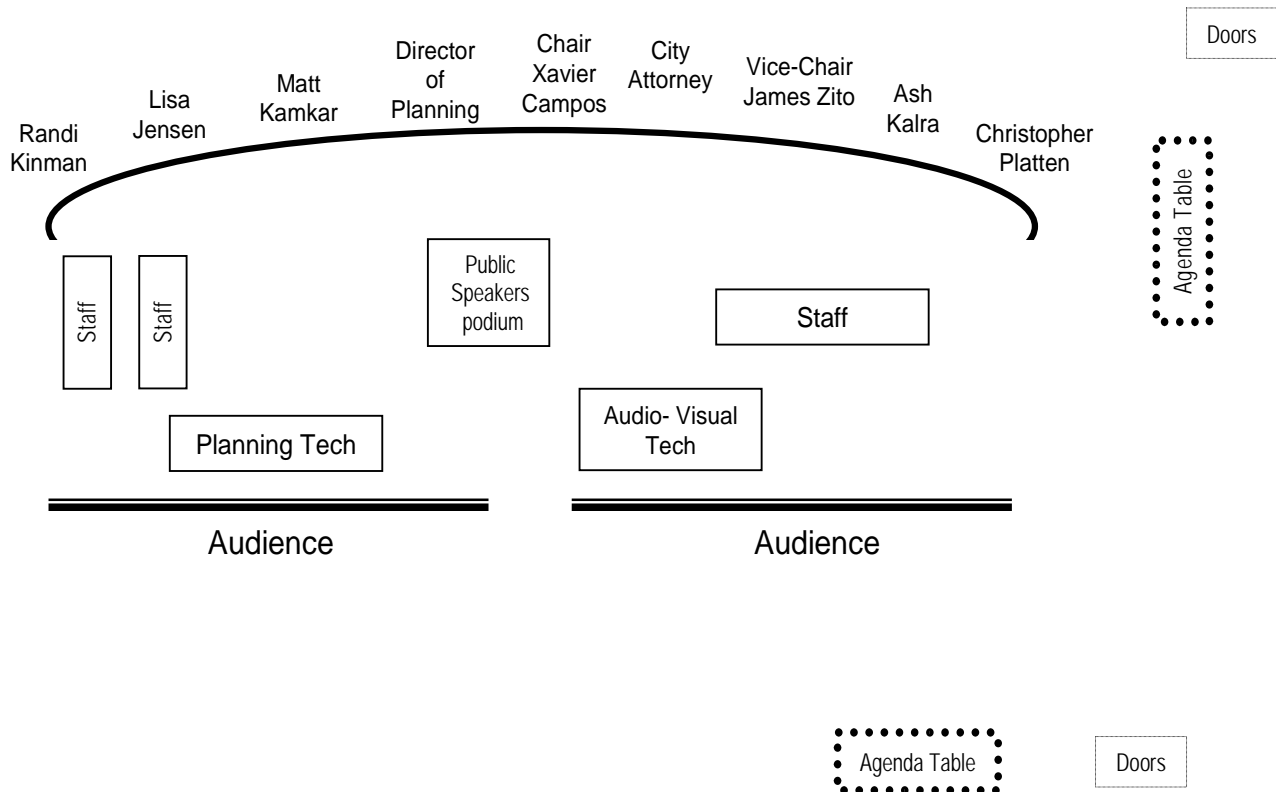 Doors
Randi
Kinman
Lisa
Jensen
Matt
Kamkar
Director
of
Planning
Chair
Xavier
Campos
City
Attorney
Vice-Chair
James Zito
Ash
Kalra
Christopher
Platten
Agenda Table
Staff
Staff
Public
Speakers
podium
Staff
Planning Tech
Audio- Visual
Tech
Audience
Audience
Agenda Table
Doors